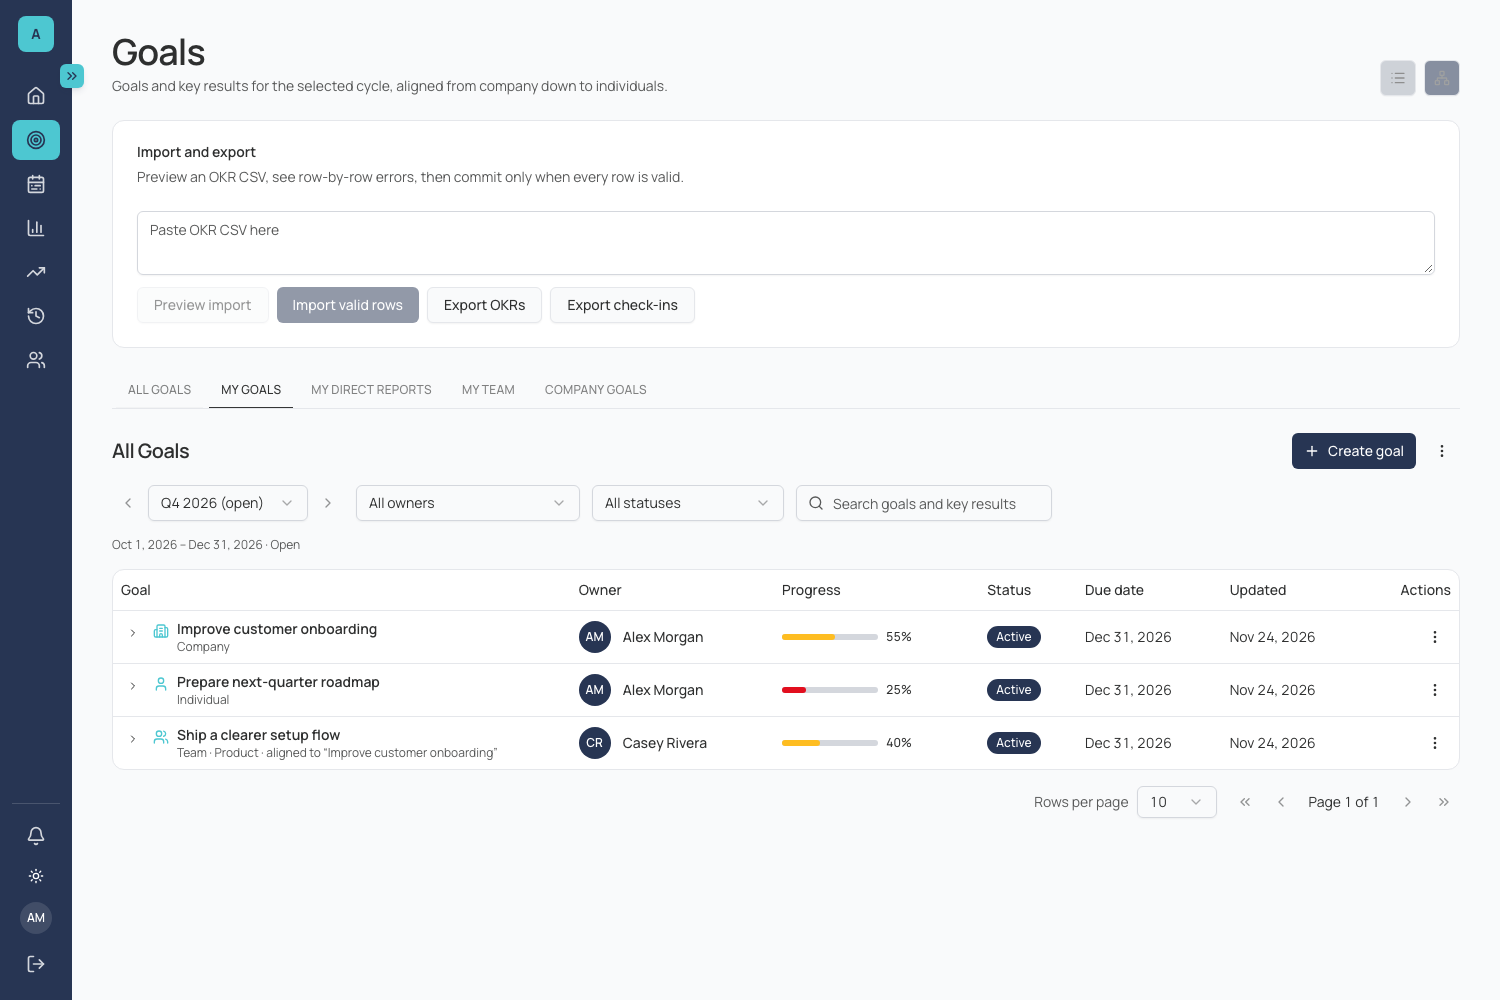 A
Goals
Goals and key results for the selected cycle, aligned from company down to individuals.
Import and export
Preview an OKR CSV, see row-by-row errors, then commit only when every row is valid.
Paste OKR CSV here
Preview import Import valid rows Export OKRs Export check-ins
ALL GOALS MY GOALS MY DIRECT REPORTS MY TEAM COMPANY GOALS
All Goals
Create goal
Q4 2026 (open) All owners All statuses Search goals and key results
Oct 1, 2026 – Dec 31, 2026 · Open
Goal Owner Progress Status Due date Updated Actions
Improve customer onboarding
Company
AM Alex Morgan 55% Active Dec 31, 2026 Nov 24, 2026
Prepare next-quarter roadmap
Individual
AM Alex Morgan 25% Active Dec 31, 2026 Nov 24, 2026
Ship a clearer setup flow
Team · Product · aligned to “Improve customer onboarding”
CR Casey Rivera 40% Active Dec 31, 2026 Nov 24, 2026
Rows per page 10 Page 1 of 1
AM